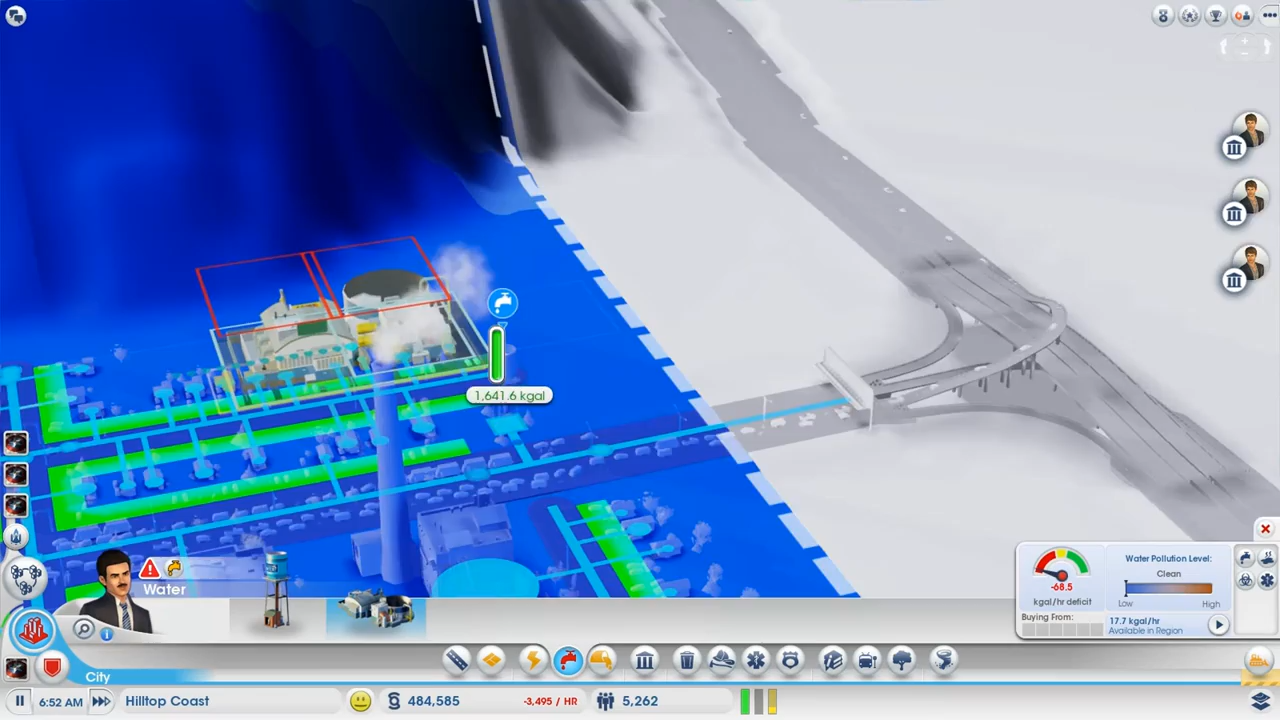 1,641.6 kgal
Water
-68.5
kgal/hr deficit
Buying From:
Water Pollution Level:
Clean
Low High
17.7 kgal/hr
Available in Region
City
6:52 AM
Hilltop Coast
484,585
-3,495 / HR
5,262